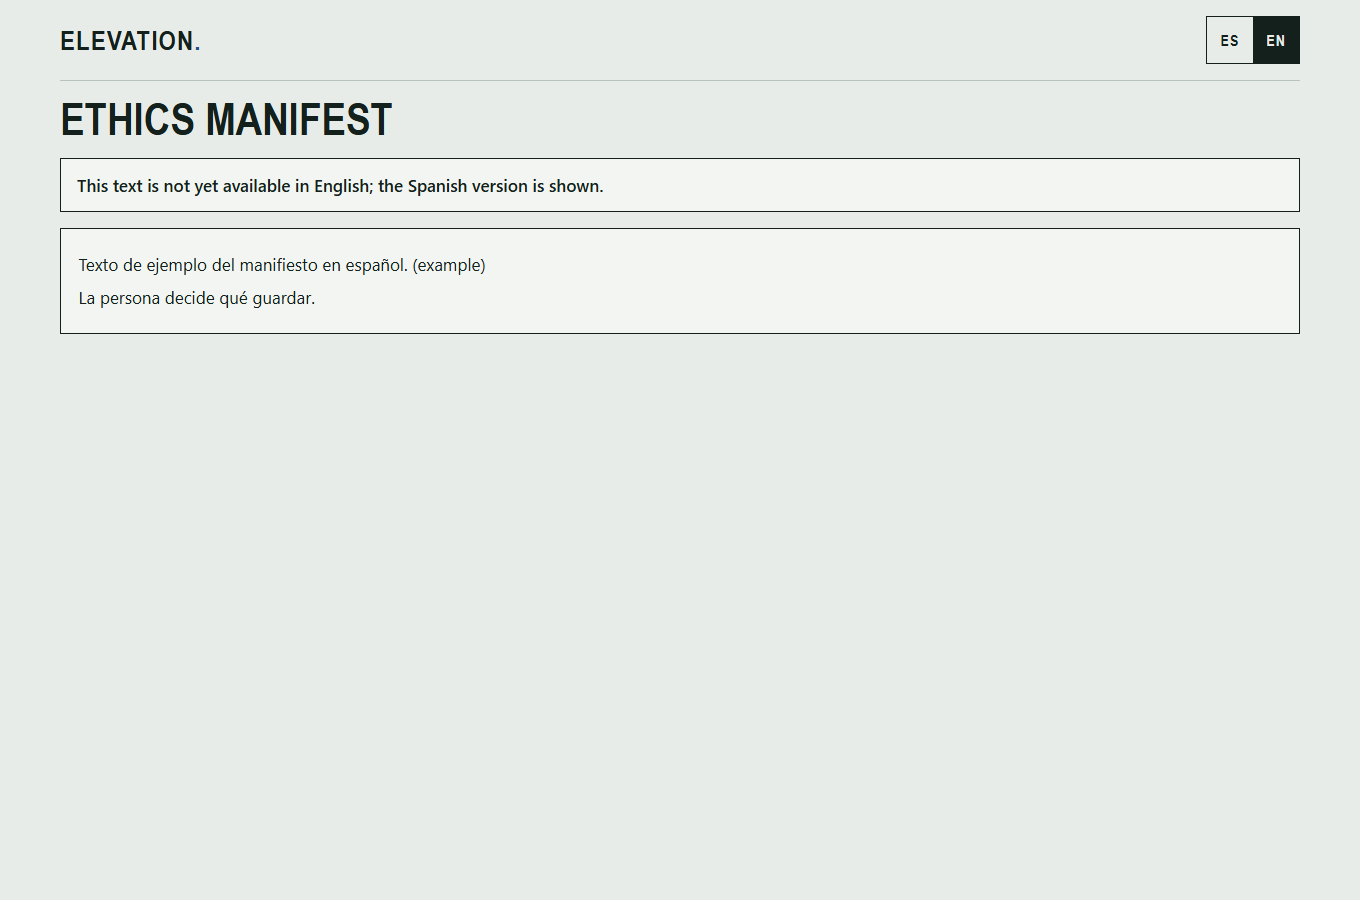 ELEVATION.
ES EN
ETHICS MANIFEST
This text is not yet available in English; the Spanish version is shown.
Texto de ejemplo del manifiesto en español. (example)
La persona decide qué guardar.